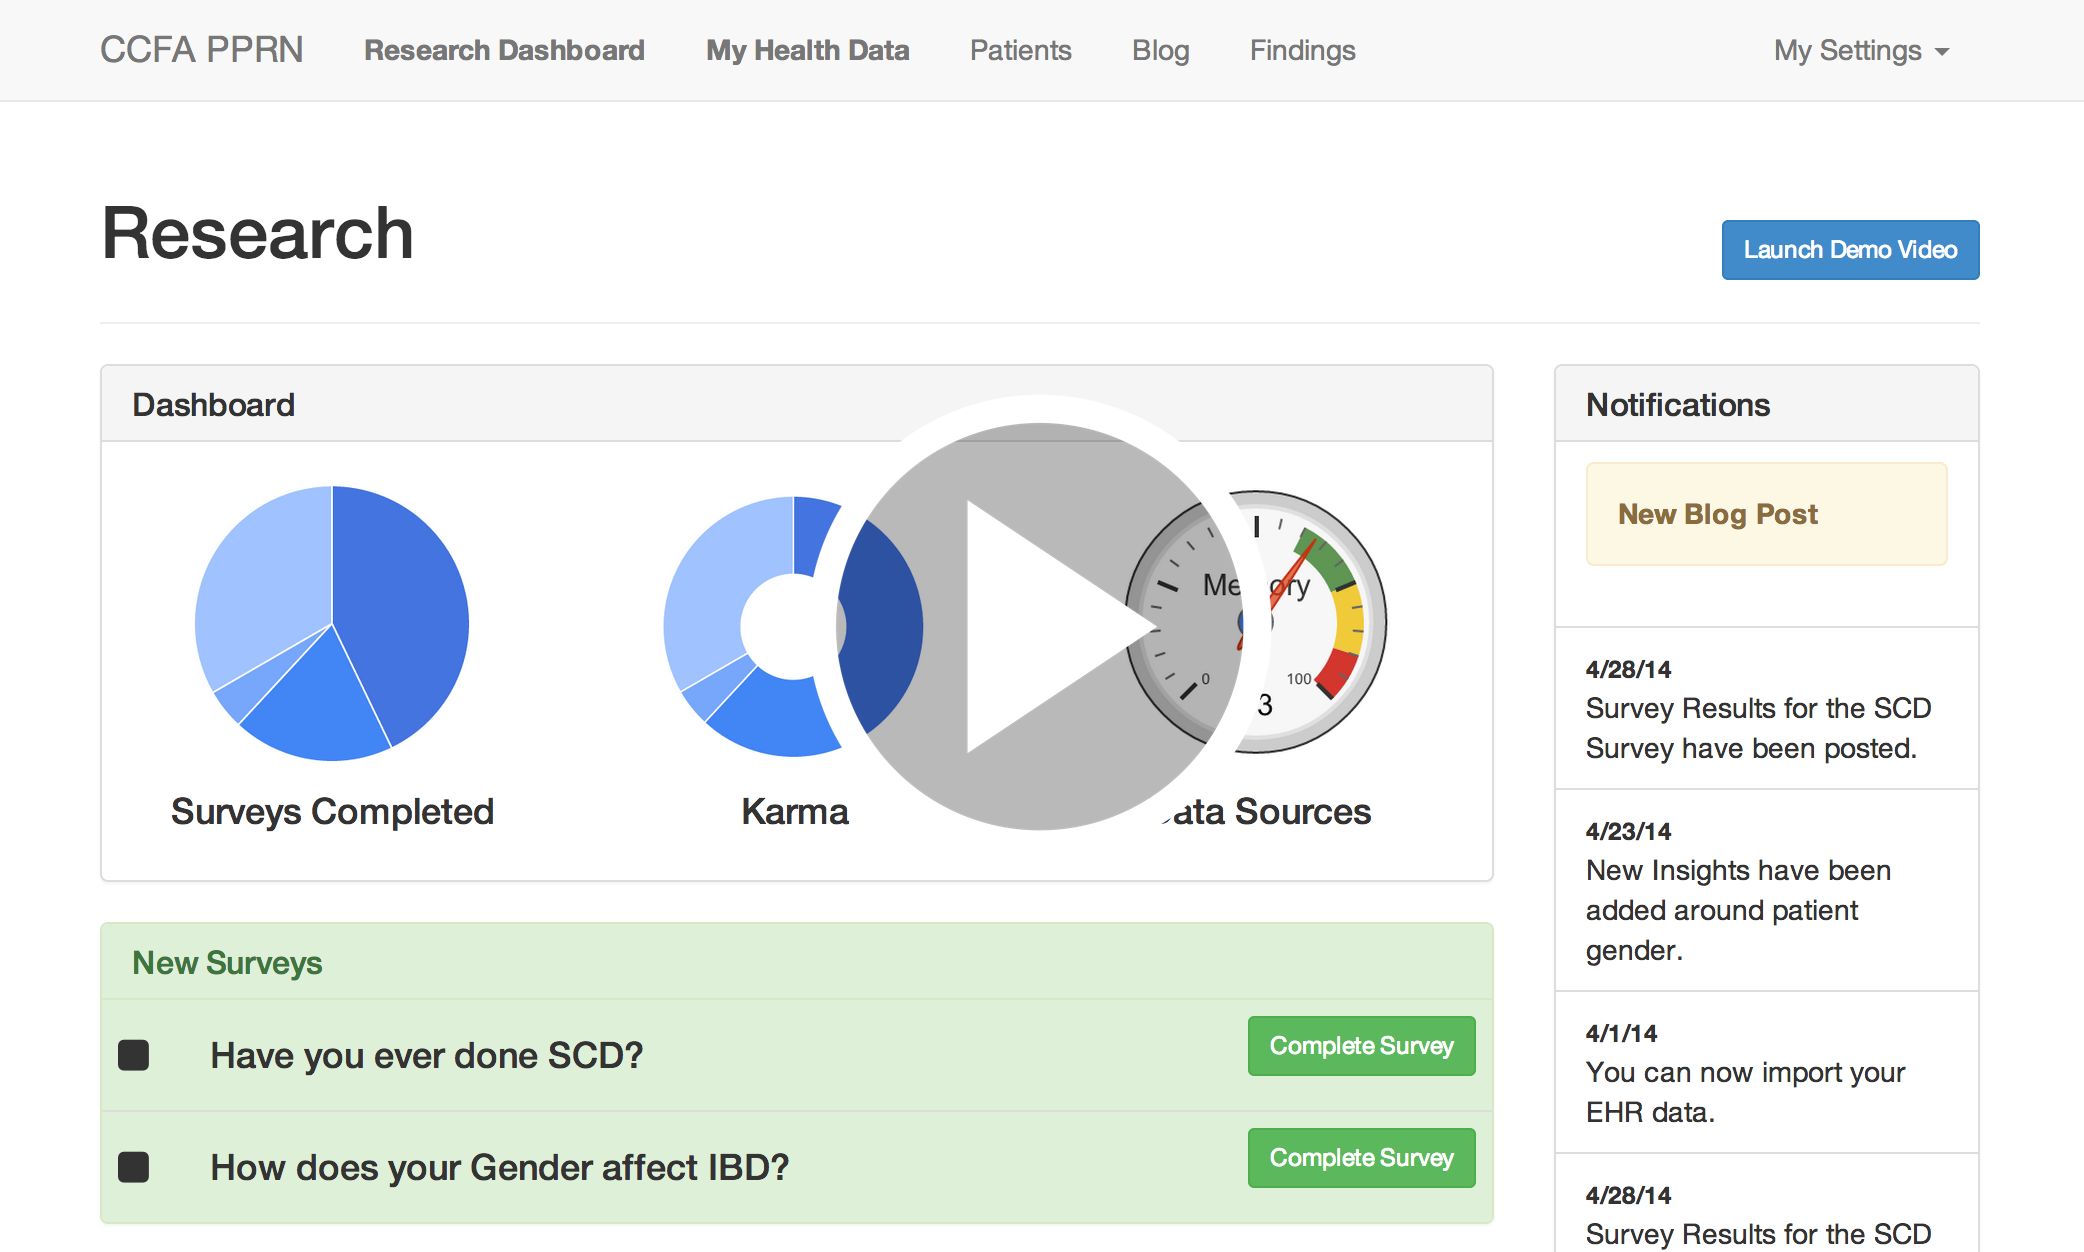 CCFA PPRN Research Dashboard My Health Data Patients Blog Findings My Settings
Research
Launch Demo Video
Dashboard
Me ory
0
100
3
Surveys Completed
Karma
ata Sources
New Surveys
Have you ever done SCD?
Complete Survey
How does your Gender affect IBD?
Complete Survey
Notifications
New Blog Post
4/28/14
Survey Results for the SCD
Survey have been posted.
4/23/14
New Insights have been
added around patient
gender.
4/1/14
You can now import your
EHR data.
4/28/14
Survey Results for the SCD